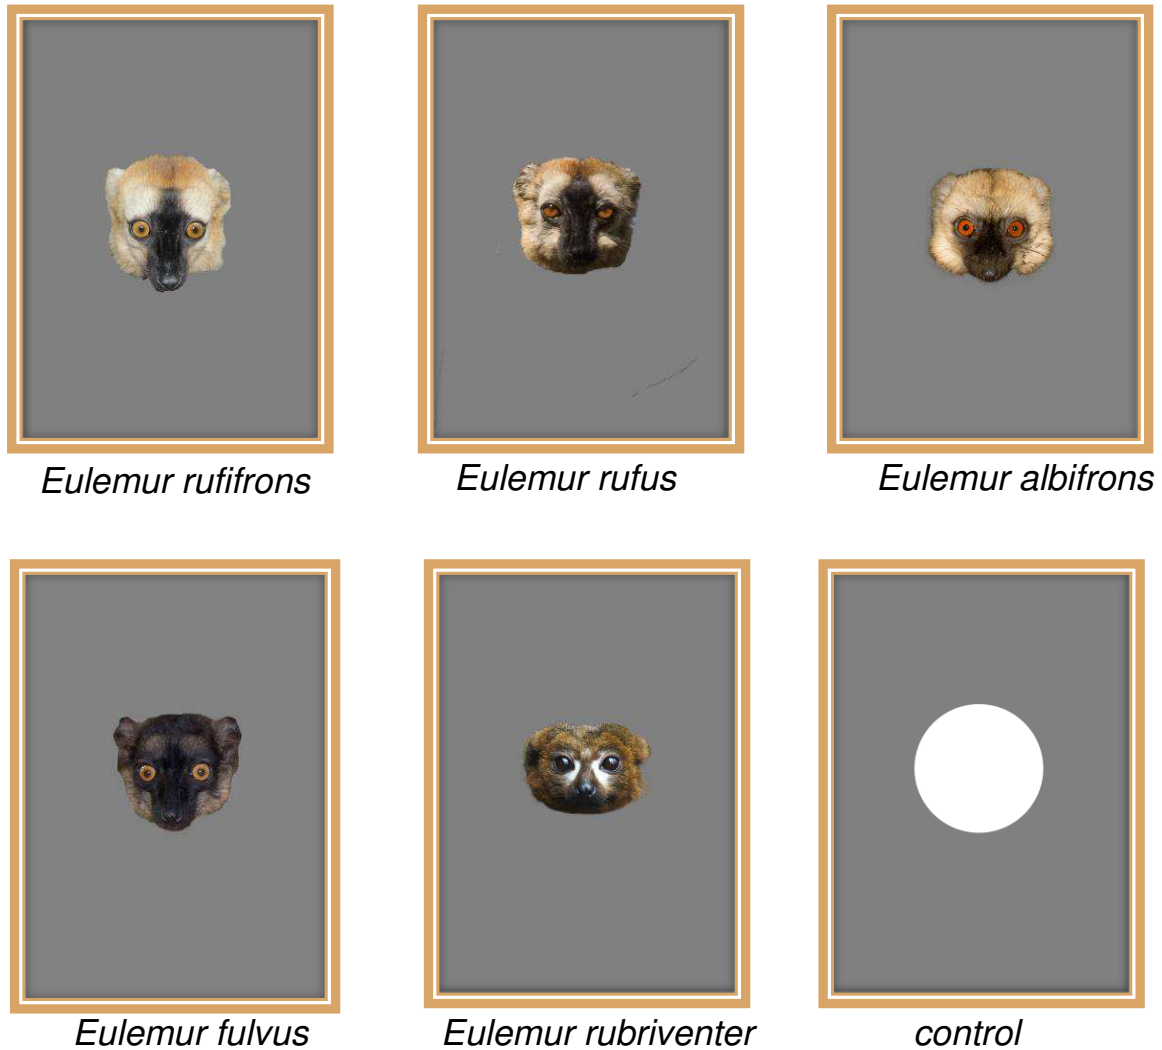 Eulemur rufifrons
Eulemur rufus
Eulemur albifrons
Eulemur fulvus
Eulemur rubriventer
control